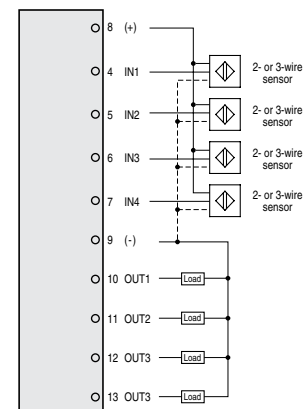 8 (+)
4 IN1
2- or 3-wire
sensor
5 IN2
2- or 3-wire
sensor
6 IN3
2- or 3-wire
sensor
7 IN4
2- or 3-wire
sensor
9 (-)
10 OUT1
Load
11 OUT2
Load
12 OUT3
Load
13 OUT3
Load